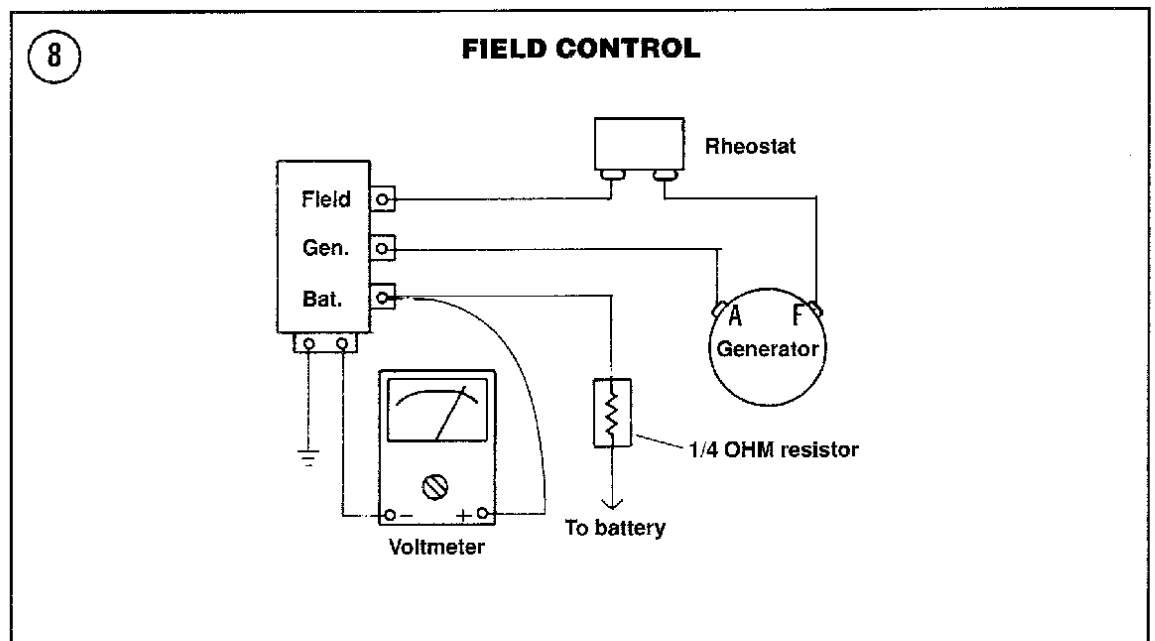 8
FIELD CONTROL
Rheostat
Field
Gen.
Bat.
A F
Generator
1/4 OHM resistor
- +
To battery
Voltmeter